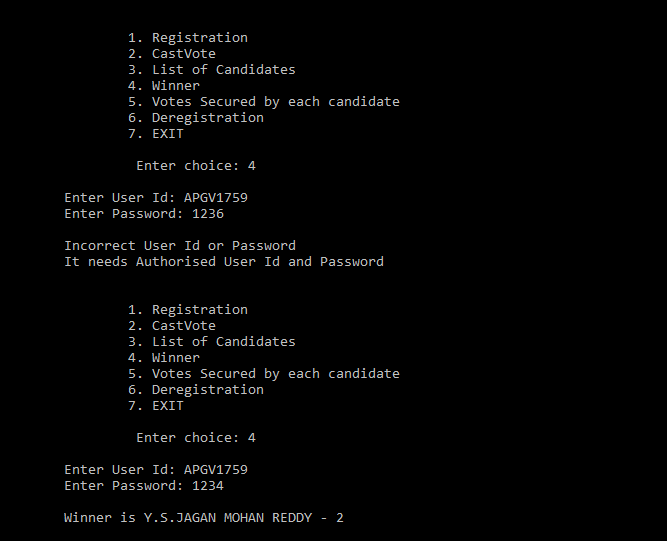 1. Registration
2. CastVote
3. List of Candidates
4. Winner
5. Votes Secured by each candidate
6. Deregistration
7. EXIT
Enter choice: 4
Enter User Id: APGV1759
Enter Password: 1236
Incorrect User Id or Password
It needs Authorised User Id and Password
1. Registration
2. CastVote
3. List of Candidates
4. Winner
5. Votes Secured by each candidate
6. Deregistration
7. EXIT
Enter choice: 4
Enter User Id: APGV1759
Enter Password: 1234
Winner is Y.S.JAGAN MOHAN REDDY - 2